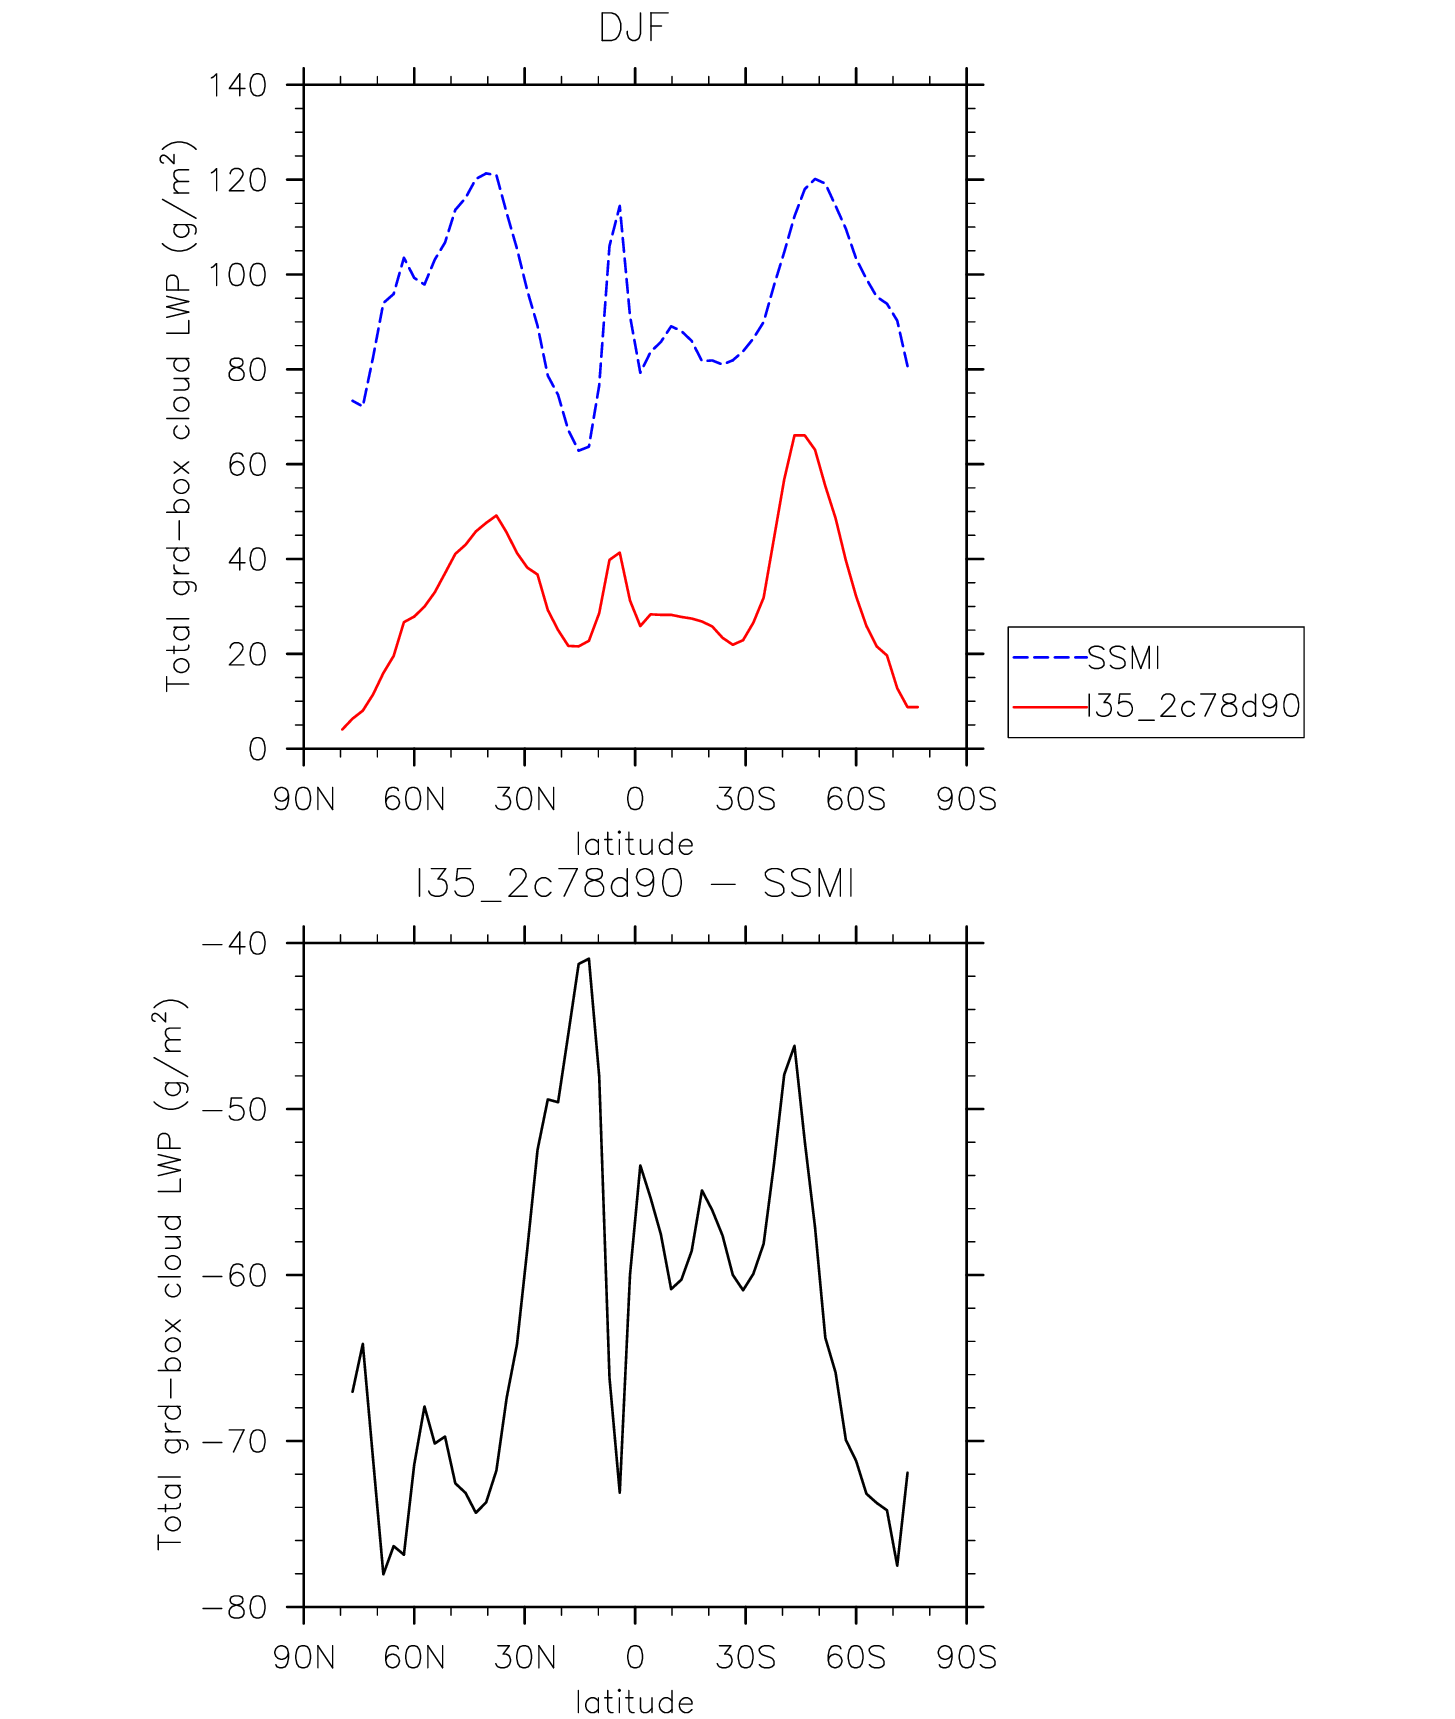 DJF
Total grd-box cloud LWP (g/m²)
140
120
100
80
60
40
20
0
90N 60N 30N 0 30S 60S 90S
latitude
SSMI
I35_2c78d90
I35_2c78d90 - SSMI
Total grd-box cloud LWP (g/m²)
-40
-50
-60
-70
-80
90N 60N 30N 0 30S 60S 90S
latitude